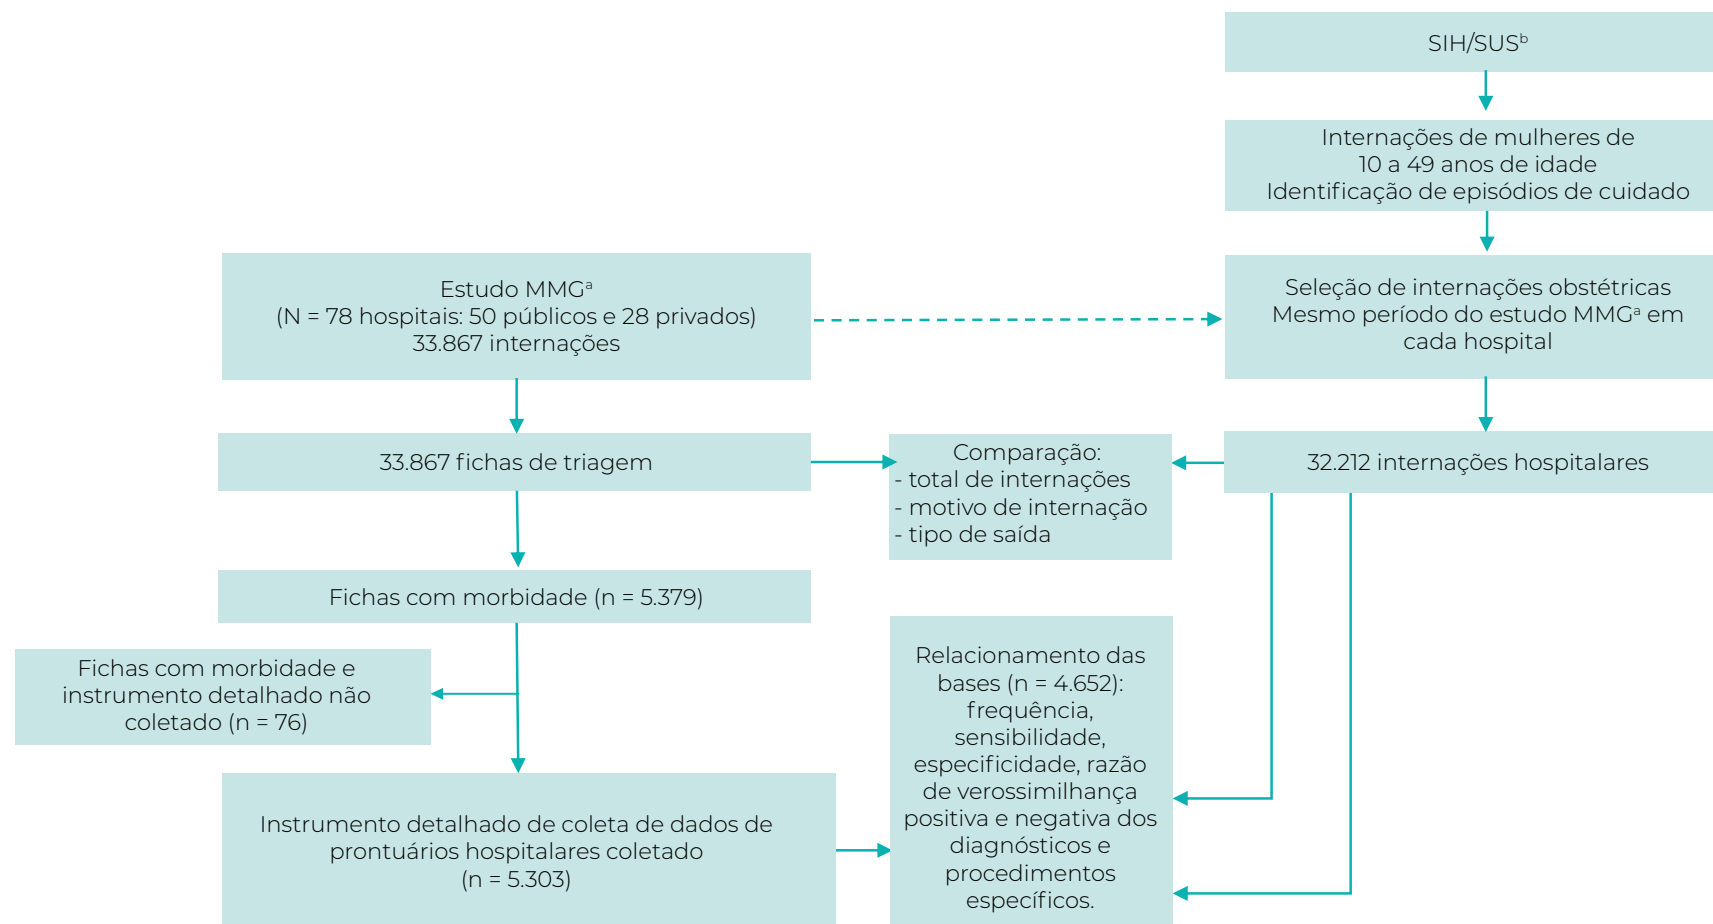 SIH/SUSᵇ
Internações de mulheres de
10 a 49 anos de idade
Identificação de episódios de cuidado
Estudo MMGᵃ
(N = 78 hospitais: 50 públicos e 28 privados)
33.867 internações
Seleção de internações obstétricas
Mesmo período do estudo MMGᵃ em
cada hospital
33.867 fichas de triagem
Comparação:
- total de internações
- motivo de internação
- tipo de saída
32.212 internações hospitalares
Fichas com morbidade (n = 5.379)
Fichas com morbidade e
instrumento detalhado não
coletado (n = 76)
Relacionamento das
bases (n = 4.652):
frequência,
sensibilidade,
especificidade, razão
de verossimilhança
positiva e negativa dos
diagnósticos e
procedimentos
específicos.
Instrumento detalhado de coleta de dados de
prontuários hospitalares coletado
(n = 5.303)